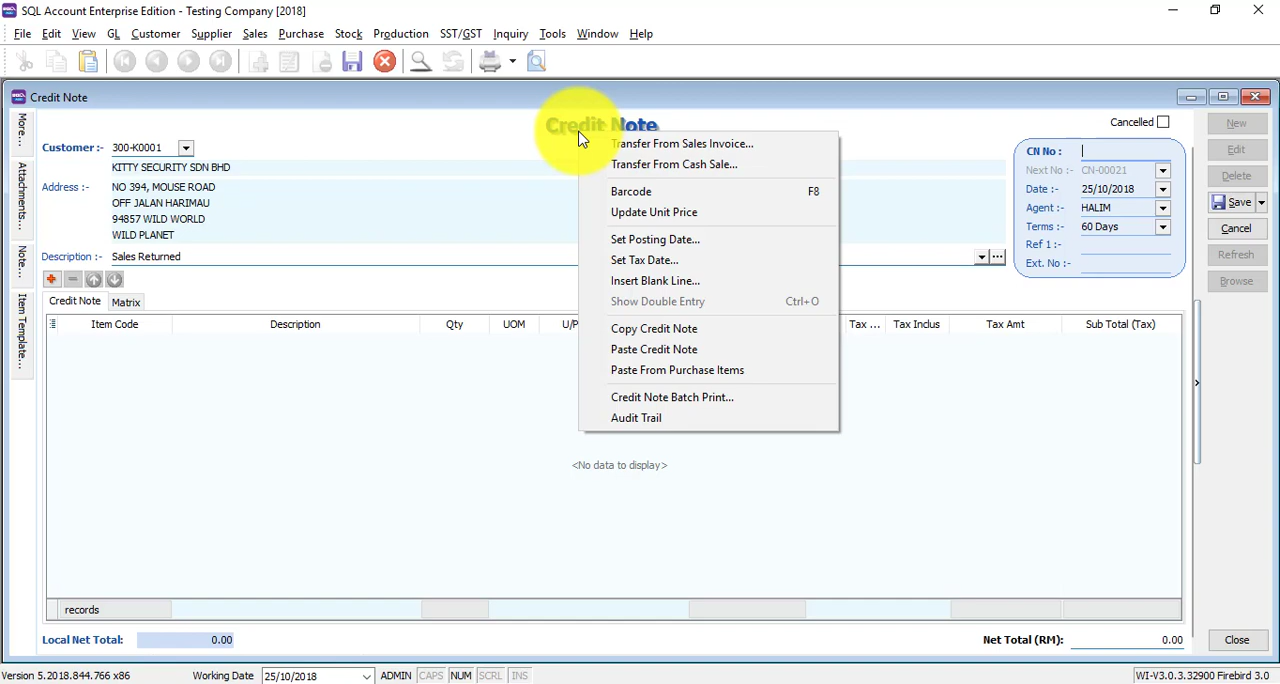 SQL Account Enterprise Edition - Testing Company [2018]
File Edit View GL Customer Supplier Sales Purchase Stock Production SST/GST Inquiry Tools Window Help
Credit Note
Credit Note
Cancelled
New
Edit
Delete
Save
Cancel
Refresh
Browse
More...
Attachments...
Note...
Item Template...
Customer :- 300-K0001
KITTY SECURITY SDN BHD
Address :- NO 394, MOUSE ROAD
OFF JALAN HARIMAU
94857 WILD WORLD
WILD PLANET
Description :- Sales Returned
CN No :
Next No :- CN-00021
Date :- 25/10/2018
Agent :- HALIM
Terms :- 60 Days
Ref 1 :-
Ext. No :-
Transfer From Sales Invoice...
Transfer From Cash Sale...
Barcode F8
Update Unit Price
Set Posting Date...
Set Tax Date...
Insert Blank Line...
Show Double Entry Ctrl+O
Copy Credit Note
Paste Credit Note
Paste From Purchase Items
Credit Note Batch Print...
Audit Trail
Credit Note Matrix
Item Code Description Qty UOM U/P Tax ... Tax Indus Tax Amt Sub Total (Tax)
<No data to display>
records
Local Net Total: 0.00
Net Total (RM): 0.00
Close
Version 5.2018.844.766 x86 Working Date 25/10/2018 ADMIN CAPS NUM SCRL INS WI-V3.0.3.32900 Firebird 3.0